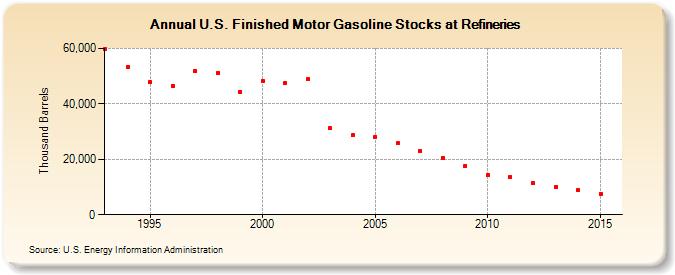 Annual U.S. Finished Motor Gasoline Stocks at Refineries
Thousand Barrels
60,000
40,000
20,000
0
1995 2000 2005 2010 2015
Source: U.S. Energy Information Administration